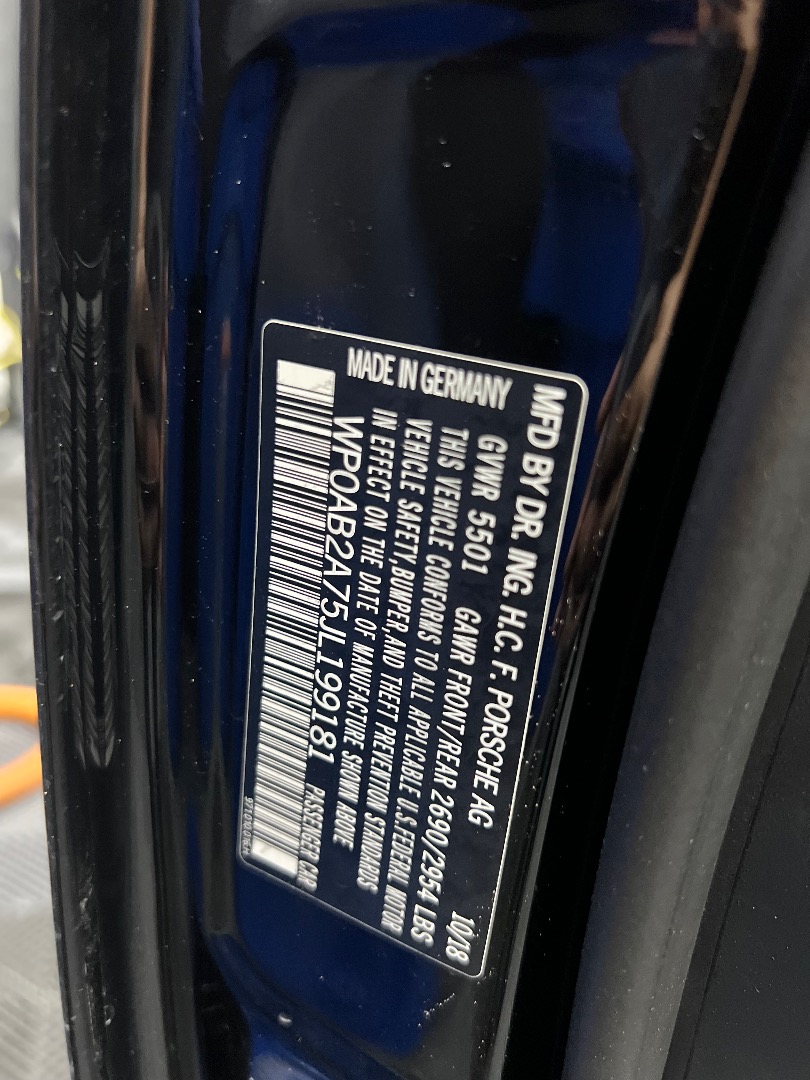 MFD BY DR. ING. H.C. F. PORSCHE AG 10/18
MADE IN GERMANY
GVWR 5501 GAWR FRONT/REAR 2690/2954 LBS
THIS VEHICLE CONFORMS TO ALL APPLICABLE U.S.FEDERAL MOTOR
VEHICLE SAFETY,BUMPER,AND THEFT PREVENTION STANDARDS
IN EFFECT ON THE DATE OF MANUFACTURE SHOWN ABOVE
WP0AB2A75JL199181 PASSENGER CAR